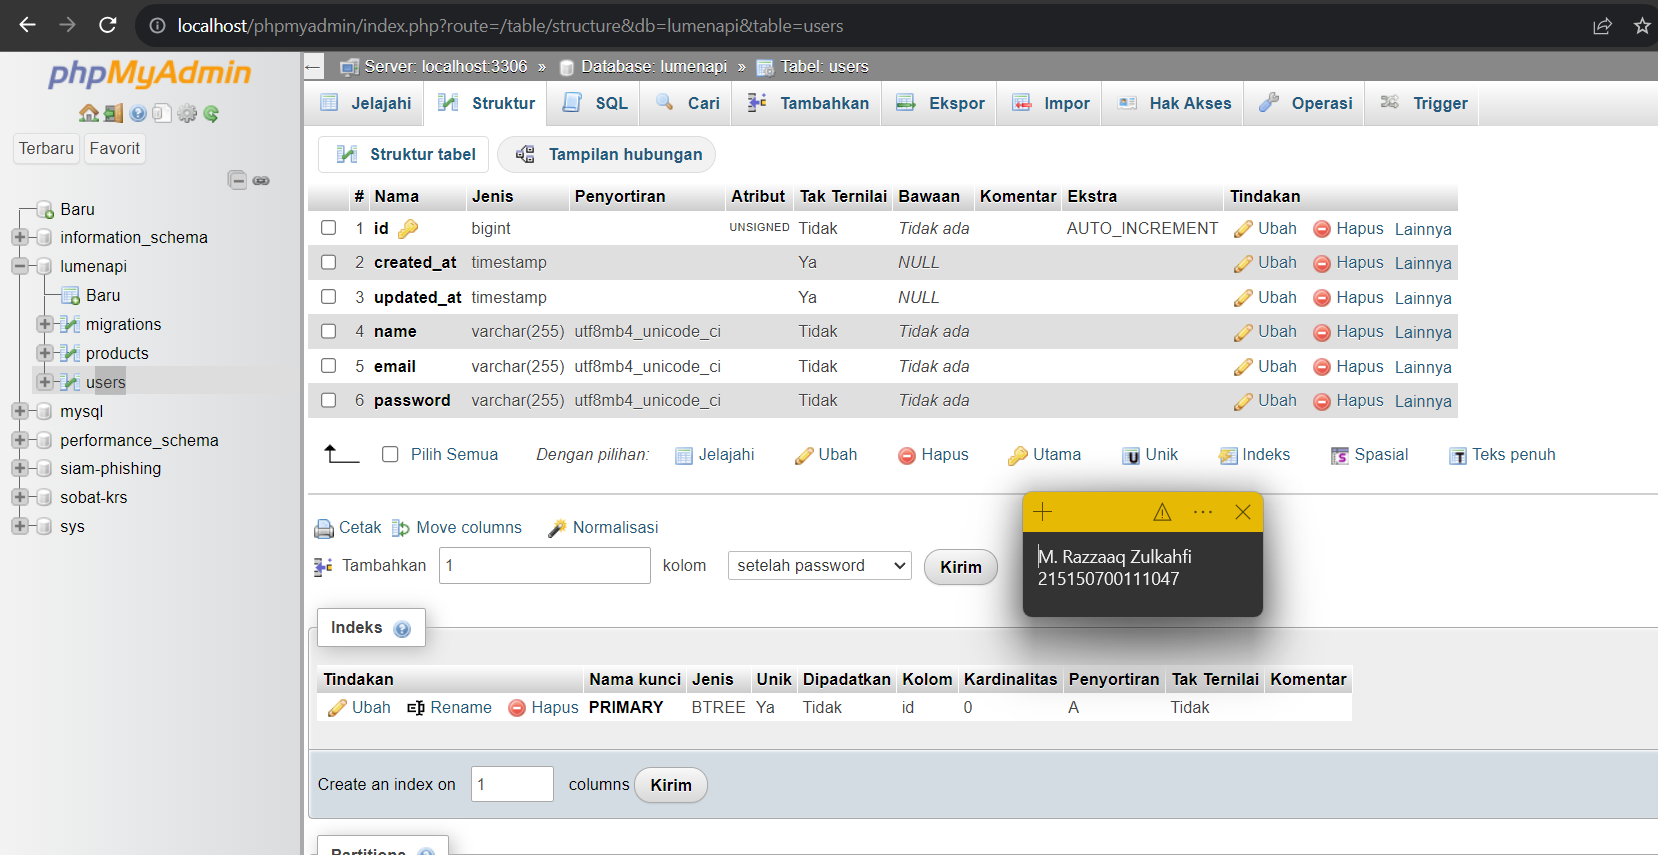 localhost/phpmyadmin/index.php?route=/table/structure&db=lumenapi&table=users
phpMyAdmin
Terbaru Favorit
Baru
information_schema
lumenapi
Baru
migrations
products
users
mysql
performance_schema
siam-phishing
sobat-krs
sys
Server: localhost:3306 » Database: lumenapi » Tabel: users
Jelajahi Struktur SQL Cari Tambahkan Ekspor Impor Hak Akses Operasi Trigger
Struktur tabel Tampilan hubungan
# Nama Jenis Penyortiran Atribut Tak Ternilai Bawaan Komentar Ekstra Tindakan
1 id bigint UNSIGNED Tidak Tidak ada AUTO_INCREMENT Ubah Hapus Lainnya
2 created_at timestamp Ya NULL Ubah Hapus Lainnya
3 updated_at timestamp Ya NULL Ubah Hapus Lainnya
4 name varchar(255) utf8mb4_unicode_ci Tidak Tidak ada Ubah Hapus Lainnya
5 email varchar(255) utf8mb4_unicode_ci Tidak Tidak ada Ubah Hapus Lainnya
6 password varchar(255) utf8mb4_unicode_ci Tidak Tidak ada Ubah Hapus Lainnya
Pilih Semua Dengan pilihan: Jelajahi Ubah Hapus Utama Unik Indeks Spasial Teks penuh
Cetak Move columns Normalisasi
Tambahkan 1 kolom setelah password Kirim
M. Razzaaq Zulkahfi
215150700111047
Indeks
Tindakan Nama kunci Jenis Unik Dipadatkan Kolom Kardinalitas Penyortiran Tak Ternilai Komentar
Ubah Rename Hapus PRIMARY BTREE Ya Tidak id 0 A Tidak
Create an index on 1 columns Kirim
Partitions